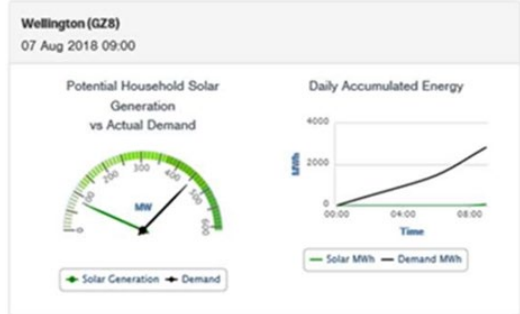 Wellington (GZ8)
07 Aug 2018 09:00
Potential Household Solar
Generation
vs Actual Demand
0
100
200
300
400
500
600
MW
Solar Generation
Demand
Daily Accumulated Energy
4000
2000
0
MWh
00:00
04:00
08:00
Time
Solar MWh
Demand MWh